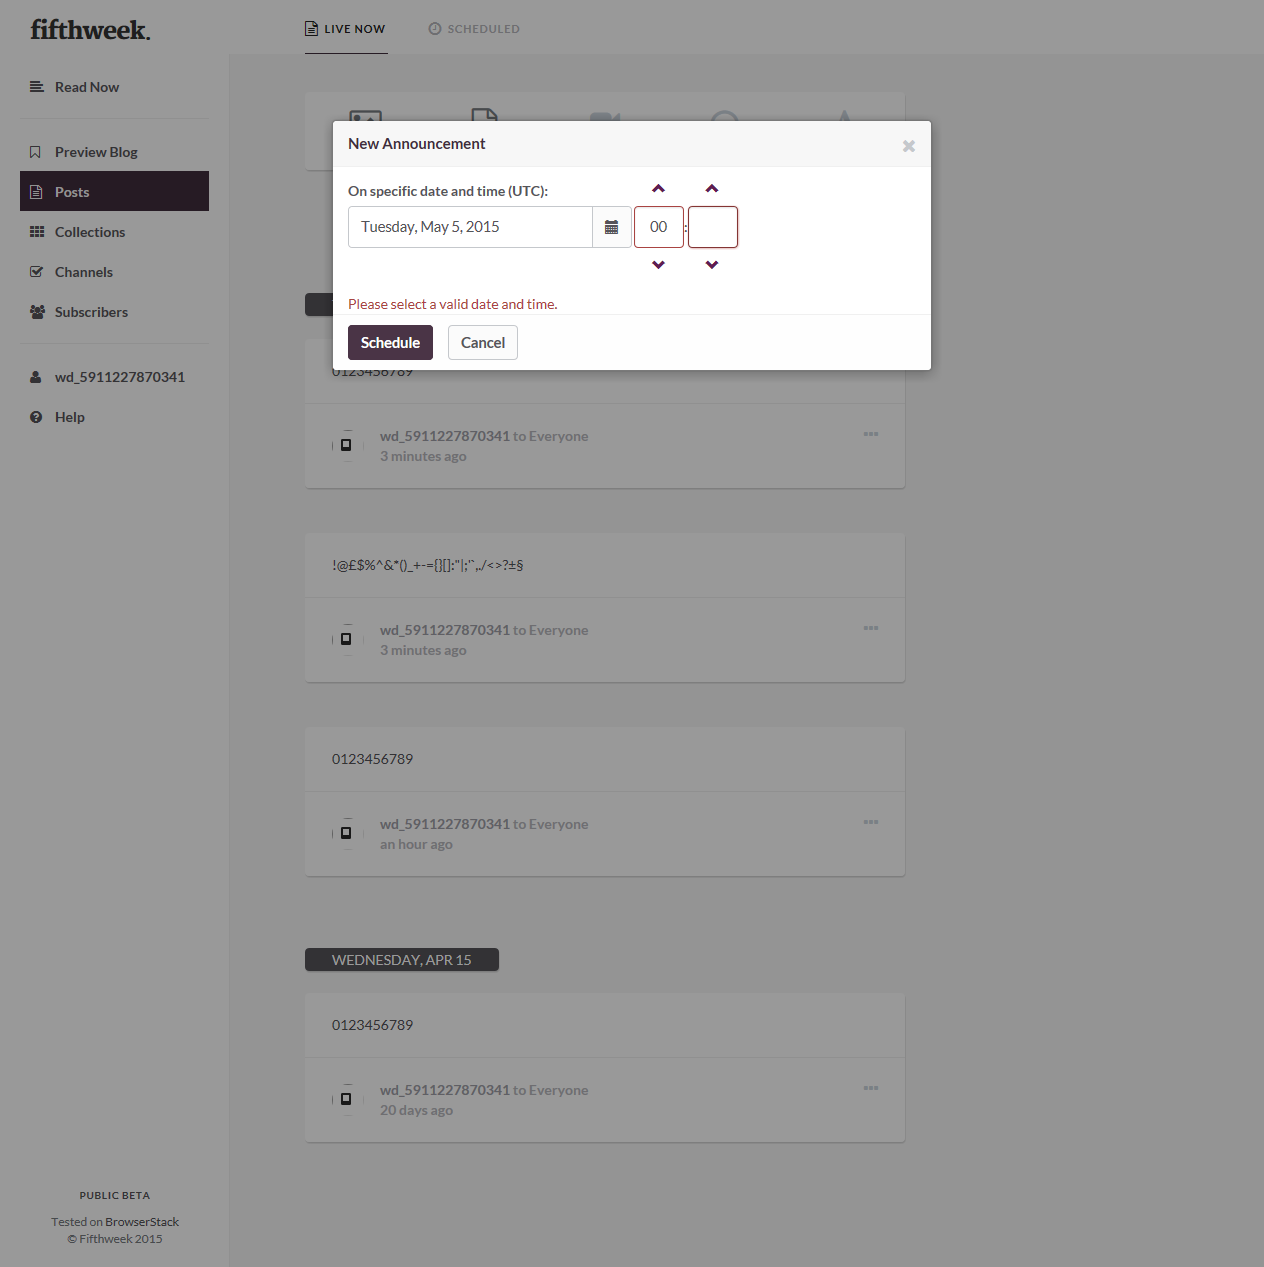 fifthweek.
LIVE NOW
SCHEDULED
Read Now
Preview Blog
Posts
Collections
Channels
Subscribers
wd_5911227870341
Help
New Announcement
On specific date and time (UTC):
Tuesday, May 5, 2015
00 :
Please select a valid date and time.
Schedule
Cancel
0123456789
wd_5911227870341 to Everyone
3 minutes ago
!@£$%^&*()_+-={}[]:"|;'`,./<>?±§
wd_5911227870341 to Everyone
3 minutes ago
0123456789
wd_5911227870341 to Everyone
an hour ago
WEDNESDAY, APR 15
0123456789
wd_5911227870341 to Everyone
20 days ago
PUBLIC BETA
Tested on BrowserStack
© Fifthweek 2015